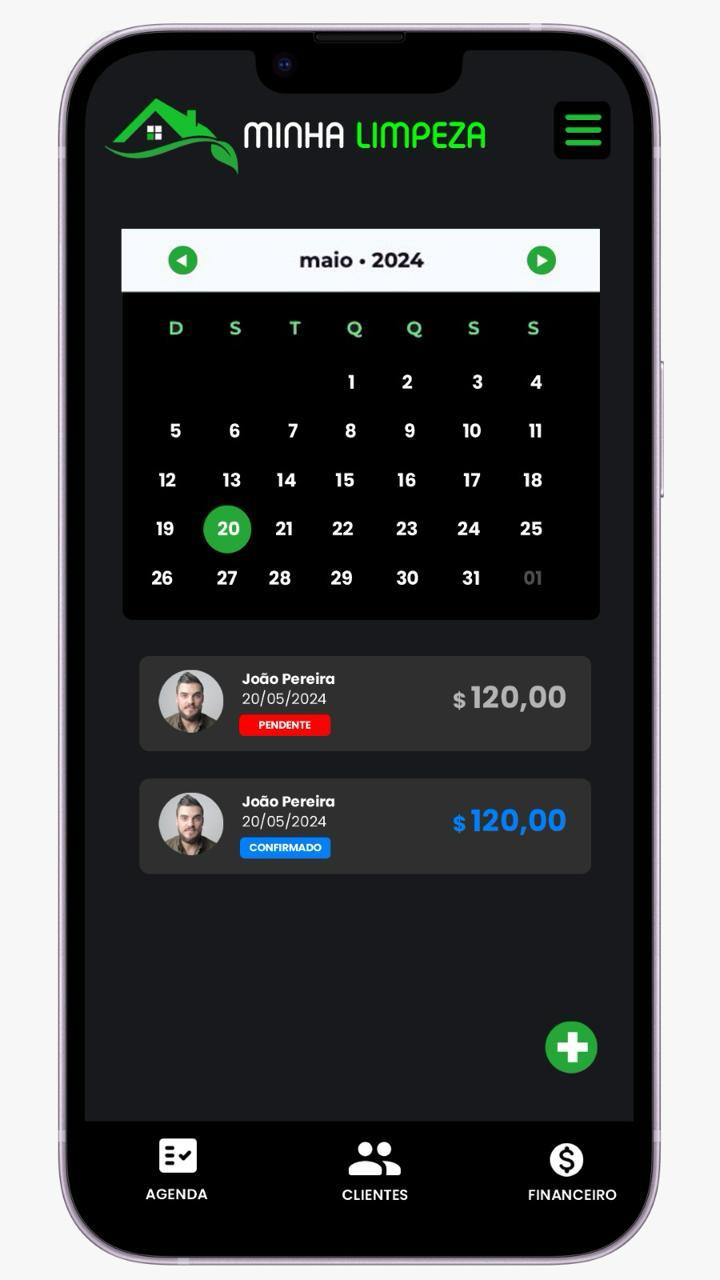 MINHA LIMPEZA
maio • 2024
D S T Q Q S S
1 2 3 4
5 6 7 8 9 10 11
12 13 14 15 16 17 18
19 20 21 22 23 24 25
26 27 28 29 30 31 01
João Pereira
20/05/2024
PENDENTE
$ 120,00
João Pereira
20/05/2024
CONFIRMADO
$ 120,00
AGENDA CLIENTES FINANCEIRO